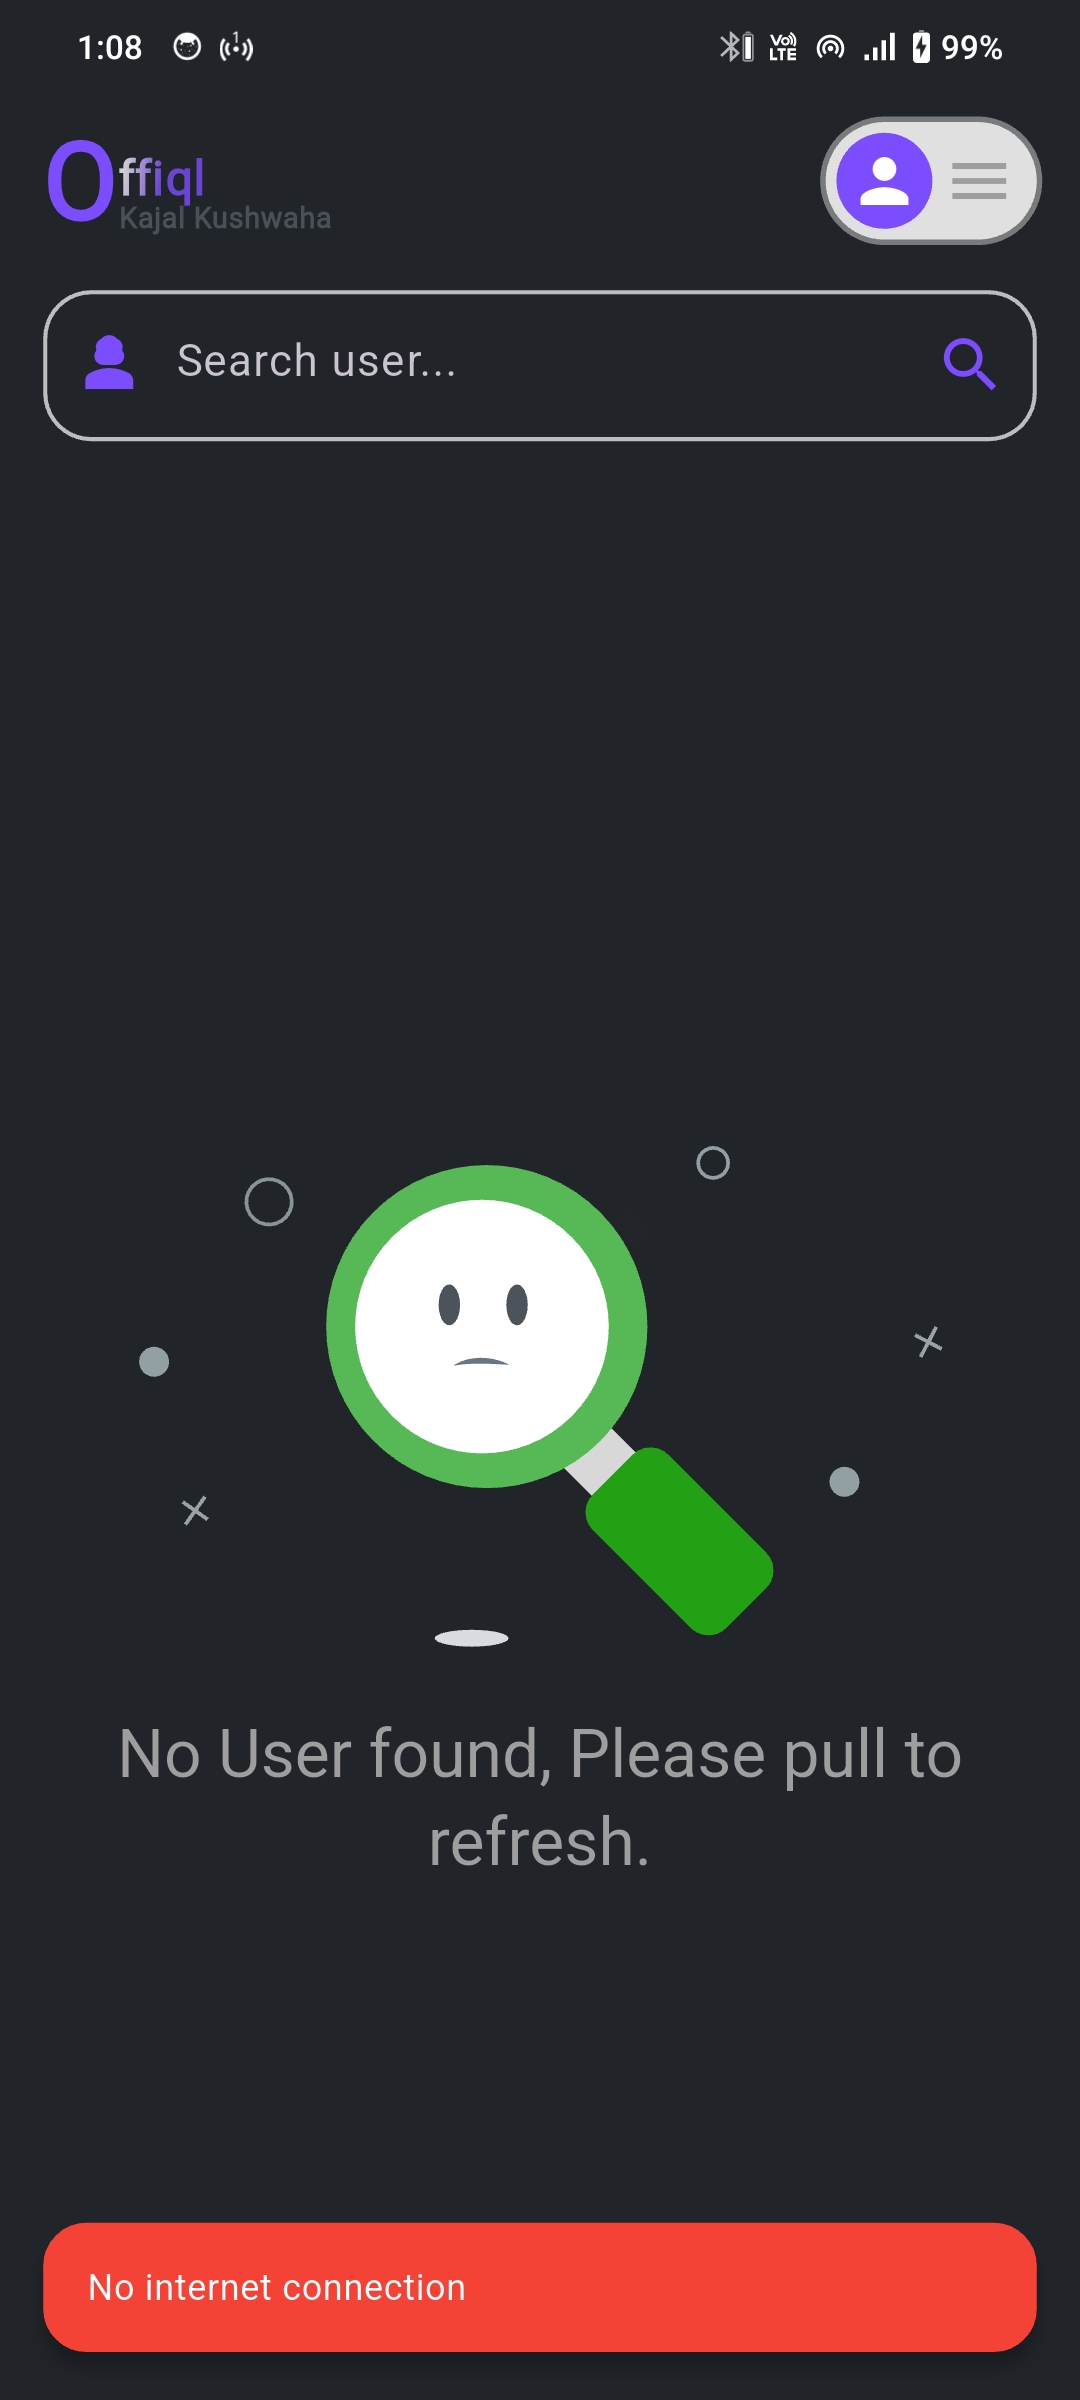 1:08
1
Vo)
LTE
99%
Offiql
Kajal Kushwaha
Search user...
No User found, Please pull to
refresh.
No internet connection